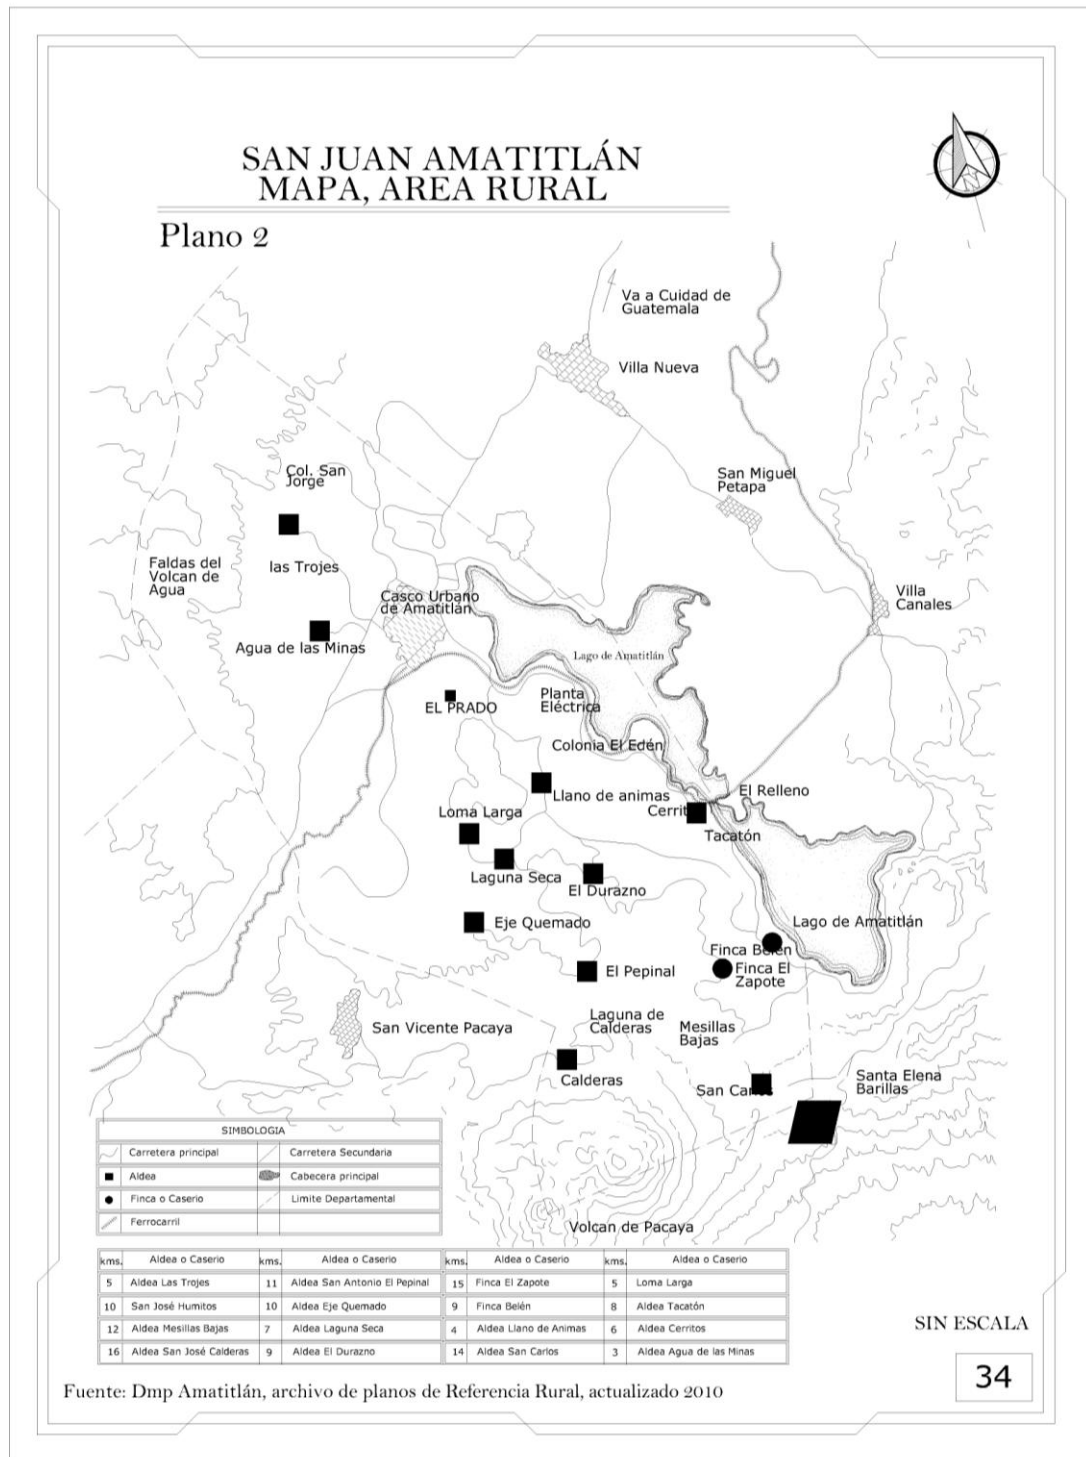 SAN JUAN AMATITLÁN
MAPA, AREA RURAL
Plano 2
N
Va a Cuidad de
Guatemala
Villa Nueva
San Miguel
Petapa
Col. San
Jorge
las Trojes
Faldas del
Volcan de
Agua
Casco Urbano
de Amatitlán
Villa
Canales
Agua de las Minas
Lago de Amatitlán
EL PRADO
Planta
Eléctrica
Colonia El Edén
Llano de animas
El Relleno
Cerrit
Loma Larga
Tacatón
Laguna Seca
El Durazno
Eje Quemado
Lago de Amatitlán
Finca Belén
El Pepinal
Finca El
Zapote
San Vicente Pacaya
Laguna de
Calderas
Mesillas
Bajas
Calderas
San Carlos
Santa Elena
Barillas
Volcan de Pacaya
SIMBOLOGIA
Carretera principal Carretera Secundaria
Aldea Cabecera principal
Finca o Caserio Limite Departamental
Ferrocarril
kms. Aldea o Caserio kms. Aldea o Caserio kms. Aldea o Caserio kms. Aldea o Caserio
5 Aldea Las Trojes 11 Aldea San Antonio El Pepinal 15 Finca El Zapote 5 Loma Larga
10 San José Humitos 10 Aldea Eje Quemado 9 Finca Belén 8 Aldea Tacatón
12 Aldea Mesillas Bajas 7 Aldea Laguna Seca 4 Aldea Llano de Animas 6 Aldea Cerritos
16 Aldea San José Calderas 9 Aldea El Durazno 14 Aldea San Carlos 3 Aldea Agua de las Minas
SIN ESCALA
Fuente: Dmp Amatitlán, archivo de planos de Referencia Rural, actualizado 2010
34